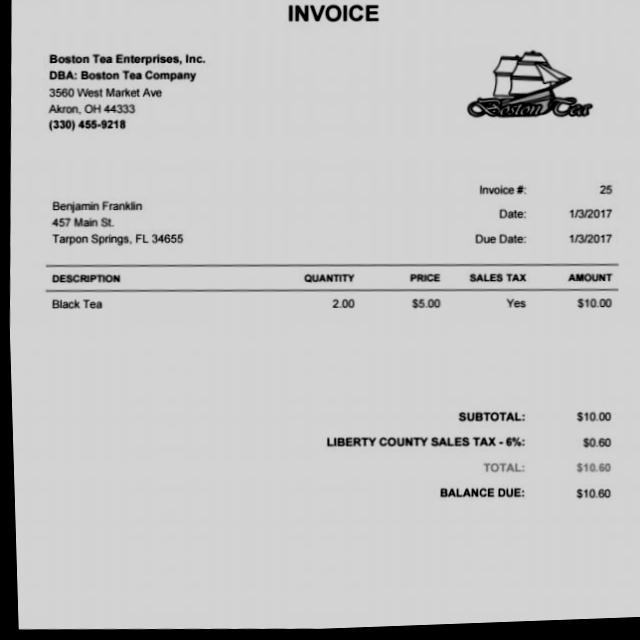 INVOICE
Boston Tea Enterprises, Inc.
DBA: Boston Tea Company
3560 West Market Ave
Akron, OH 44333
(330) 455-9218
Boston Tea
Invoice #: 25
Benjamin Franklin
457 Main St.
Tarpon Springs, FL 34655
Date: 1/3/2017
Due Date: 1/3/2017
DESCRIPTION QUANTITY PRICE SALES TAX AMOUNT
Black Tea 2.00 $5.00 Yes $10.00
SUBTOTAL: $10.00
LIBERTY COUNTY SALES TAX - 6%: $0.60
TOTAL: $10.60
BALANCE DUE: $10.60